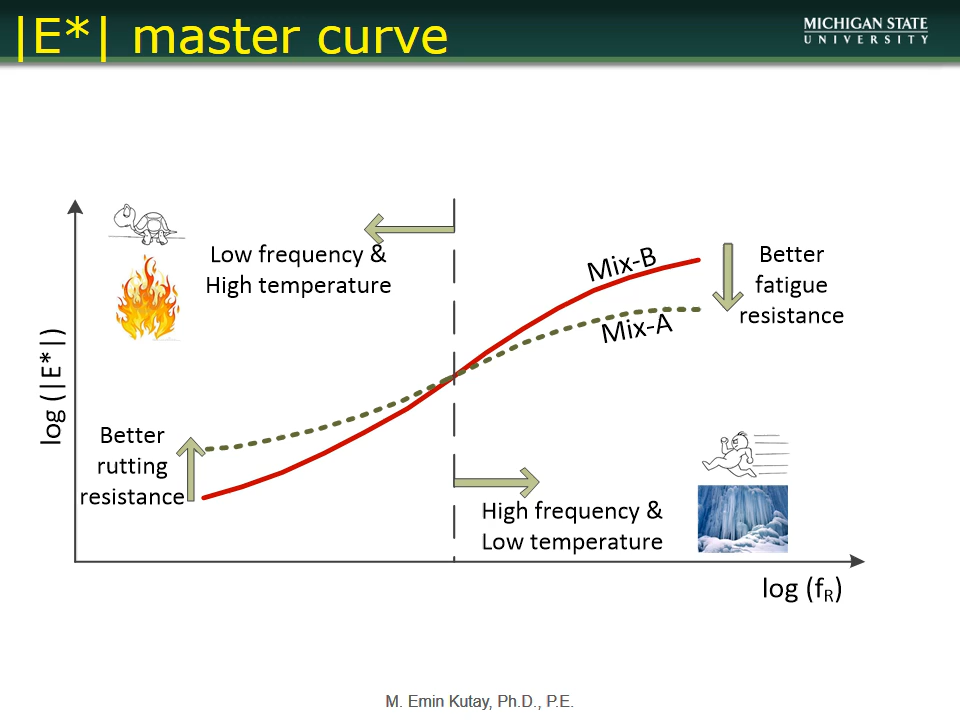 |E*| master curve
MICHIGAN STATE
UNIVERSITY
Low frequency &
High temperature
Mix-B
Better
fatigue
resistance
Mix-A
log (|E*|)
Better
rutting
resistance
High frequency &
Low temperature
log (fR)
M. Emin Kutay, Ph.D., P.E.